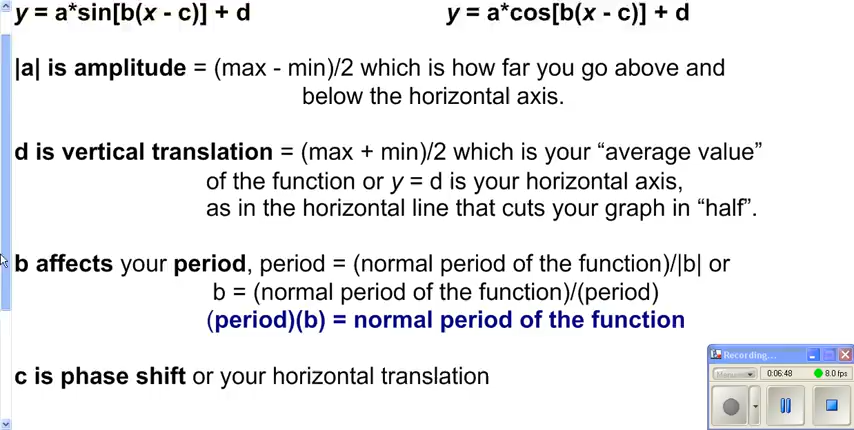 y = a*sin[b(x - c)] + d y = a*cos[b(x - c)] + d
|a| is amplitude = (max - min)/2 which is how far you go above and
below the horizontal axis.
d is vertical translation = (max + min)/2 which is your “average value”
of the function or y = d is your horizontal axis,
as in the horizontal line that cuts your graph in “half”.
b affects your period, period = (normal period of the function)/|b| or
b = (normal period of the function)/(period)
(period)(b) = normal period of the function
c is phase shift or your horizontal translation
Recording...
0:06:48 8.0 fps